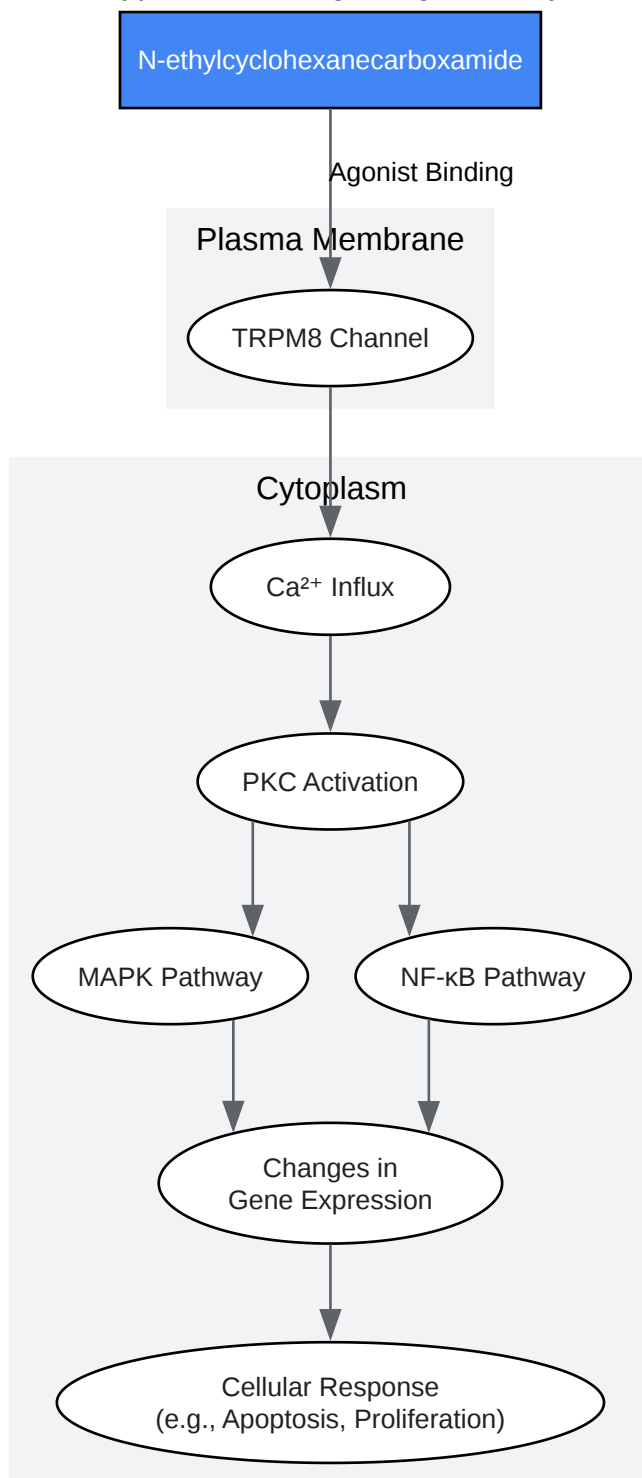 N-ethylcyclohexanecarboxamide
Agonist Binding
Plasma Membrane
TRPM8 Channel
Cytoplasm
Ca²⁺ Influx
PKC Activation
MAPK Pathway
NF-κB Pathway
Changes in
Gene Expression
Cellular Response
(e.g., Apoptosis, Proliferation)